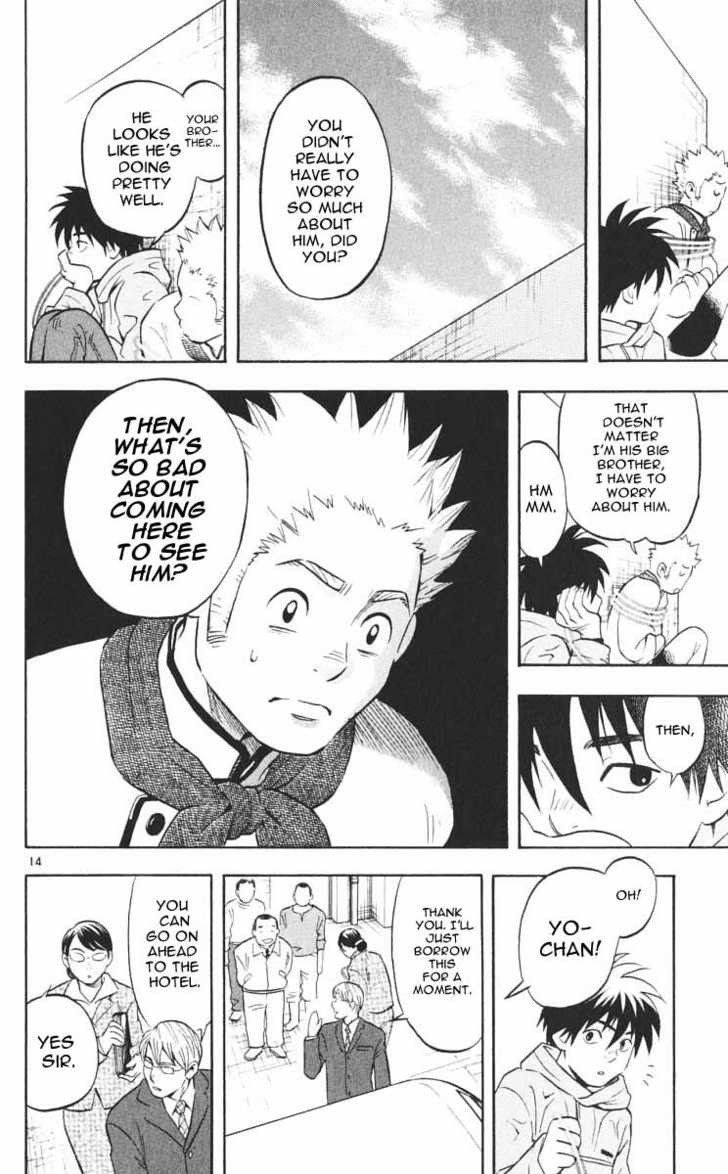 YOU
DIDN'T
REALLY
HAVE TO
WORRY
SO MUCH
ABOUT
HIM, DID
YOU?
YOUR
BRO-
THER...
HE
LOOKS
LIKE HE'S
DOING
PRETTY
WELL.
THAT
DOESN'T
MATTER
I'M HIS BIG
BROTHER,
I HAVE TO
WORRY
ABOUT HIM.
HM
MM.
THEN,
THEN,
WHAT'S
SO BAD
ABOUT
COMING
HERE
TO SEE
HIM?
14
OH!
YO-
CHAN!
THANK
YOU. I'LL
JUST
BORROW
THIS
FOR A
MOMENT.
YOU
CAN
GO ON
AHEAD
TO THE
HOTEL.
YES
SIR.